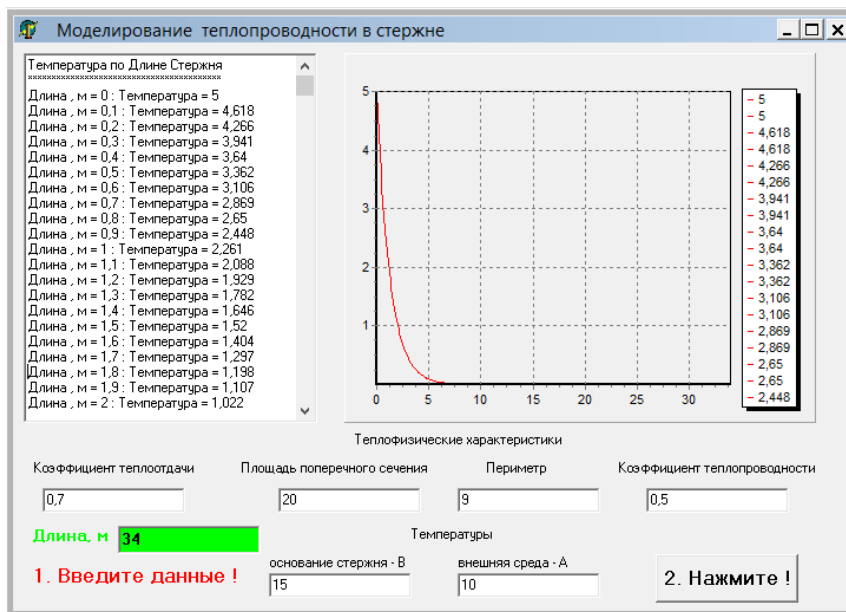 Моделирование теплопроводности в стержне
Температура по Длине Стержня
****************************************
Длина , м = 0 : Температура = 5
Длина , м = 0,1 : Температура = 4,618
Длина , м = 0,2 : Температура = 4,266
Длина , м = 0,3 : Температура = 3,941
Длина , м = 0,4 : Температура = 3,64
Длина , м = 0,5 : Температура = 3,362
Длина , м = 0,6 : Температура = 3,106
Длина , м = 0,7 : Температура = 2,869
Длина , м = 0,8 : Температура = 2,65
Длина , м = 0,9 : Температура = 2,448
Длина , м = 1 : Температура = 2,261
Длина , м = 1,1 : Температура = 2,088
Длина , м = 1,2 : Температура = 1,929
Длина , м = 1,3 : Температура = 1,782
Длина , м = 1,4 : Температура = 1,646
Длина , м = 1,5 : Температура = 1,52
Длина , м = 1,6 : Температура = 1,404
Длина , м = 1,7 : Температура = 1,297
Длина , м = 1,8 : Температура = 1,198
Длина , м = 1,9 : Температура = 1,107
Длина , м = 2 : Температура = 1,022
5
4
3
2
1
0 5 10 15 20 25 30
5
5
4,618
4,618
4,266
4,266
3,941
3,941
3,64
3,64
3,362
3,362
3,106
3,106
2,869
2,869
2,65
2,65
2,448
Теплофизические характеристики
Коэффициент теплоотдачи Площадь поперечного сечения Периметр Коэффициент теплопроводности
0,7 20 9 0,5
Длина, м 34 Температуры
основание стержня - В внешняя среда - А
1. Введите данные ! 15 10 2. Нажмите !